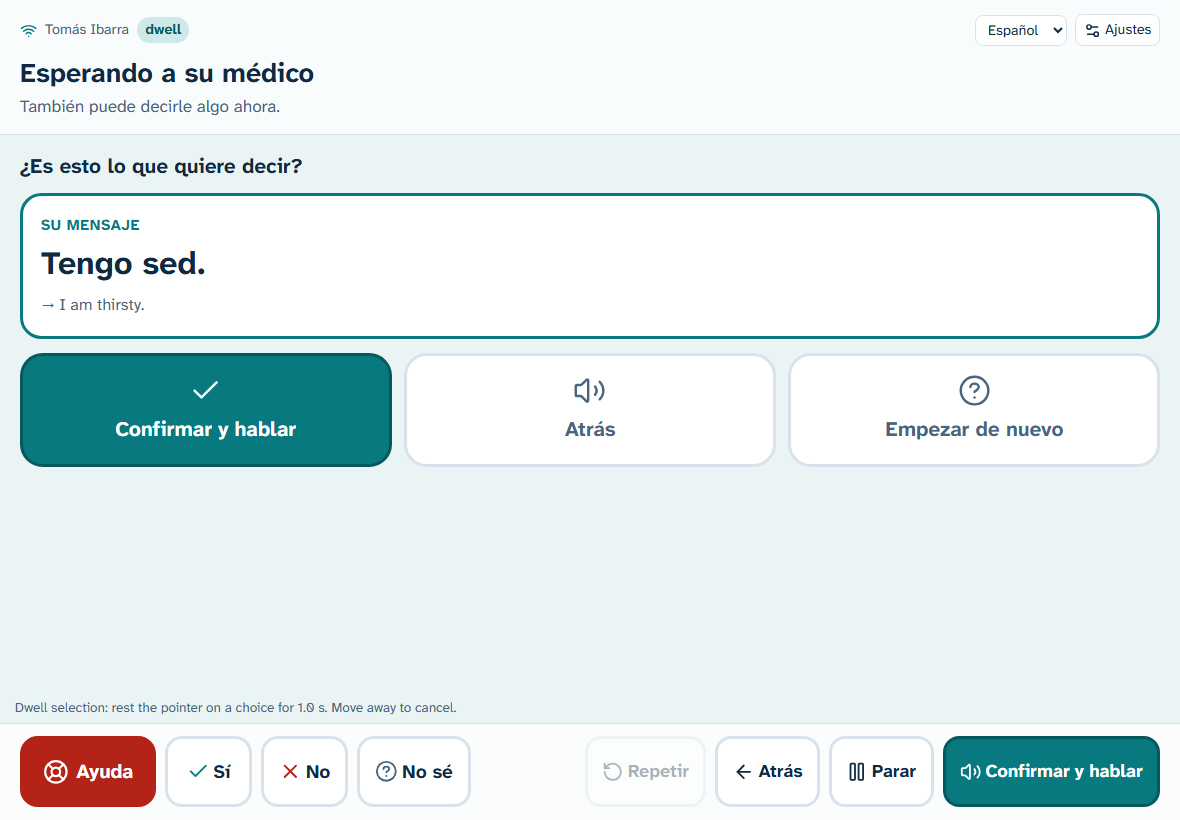 Tomás Ibarra dwell Español Ajustes
Esperando a su médico
También puede decirle algo ahora.
¿Es esto lo que quiere decir?
SU MENSAJE
Tengo sed.
→ I am thirsty.
Confirmar y hablar Atrás Empezar de nuevo
Dwell selection: rest the pointer on a choice for 1.0 s. Move away to cancel.
Ayuda Sí No No sé Repetir Atrás Parar Confirmar y hablar